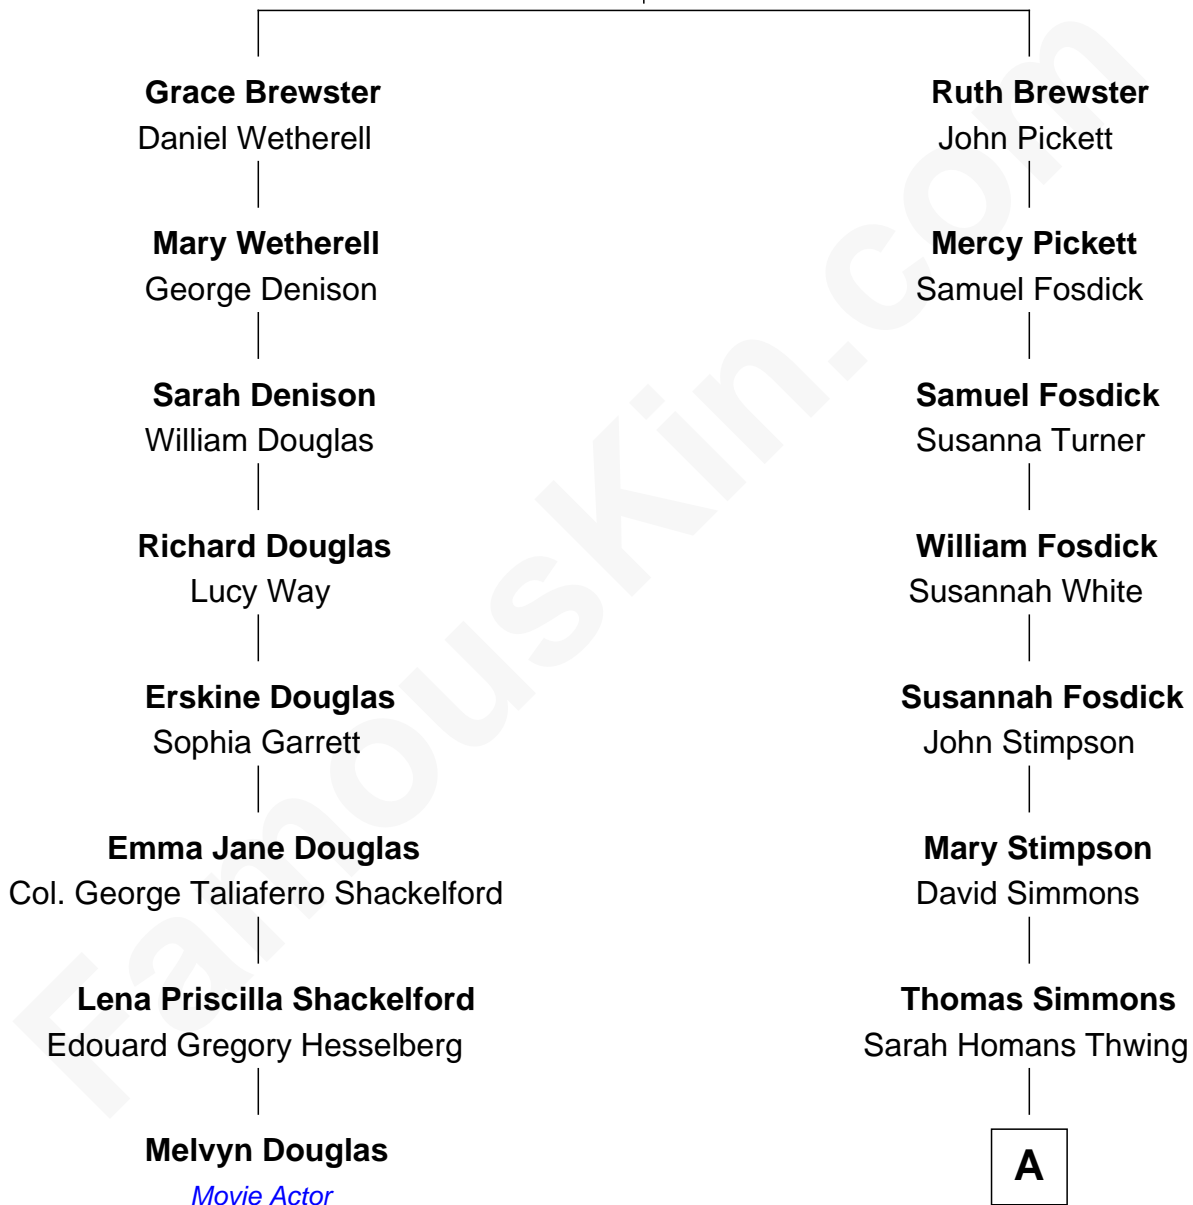 Grace Brewster
Daniel Wetherell
Mary Wetherell
George Denison
Sarah Denison
William Douglas
Richard Douglas
Lucy Way
Erskine Douglas
Sophia Garrett
Emma Jane Douglas
Col. George Taliaferro Shackelford
Lena Priscilla Shackelford
Edouard Gregory Hesselberg
Melvyn Douglas
Movie Actor
Ruth Brewster
John Pickett
Mercy Pickett
Samuel Fosdick
Samuel Fosdick
Susanna Turner
William Fosdick
Susannah White
Susannah Fosdick
John Stimpson
Mary Stimpson
David Simmons
Thomas Simmons
Sarah Homans Thwing
A
FamousKin.com